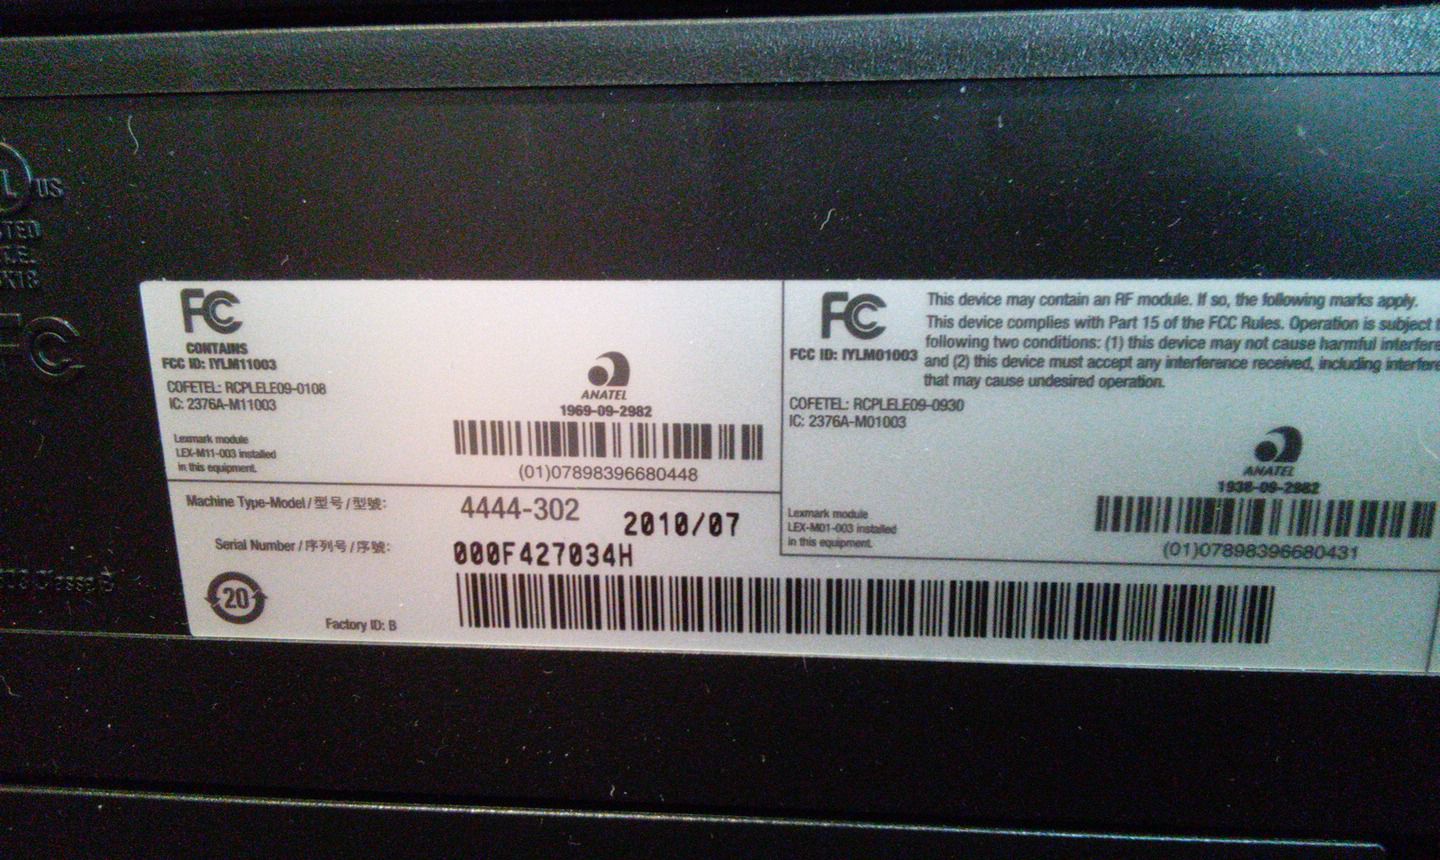 US
FC
CONTAINS
FCC ID: IYLM11003
COFETEL: RCPLELE09-0108
IC: 2376A-M11003
Lexmark module
LEX-M11-003 installed
in this equipment.
ANATEL
1969-09-2982
(01)07898396680448
FC
FCC ID: IYLM01003
This device may contain an RF module. If so, the following marks apply.
This device complies with Part 15 of the FCC Rules. Operation is subject
following two conditions: (1) this device may not cause harmful
and (2) this device must accept any interference received, including
that may cause undesired operation.
COFETEL: RCPLELE09-0930
IC: 2376A-M01003
Lexmark module
LEX-M01-003 installed
in this equipment.
ANATEL
1938-09-2982
(01)07898396680431
Machine Type-Model / 型号 / 型號:
4444-302
2010/07
Serial Number / 序列号 / 序號:
000F427034H
20
Factory ID: B
FC